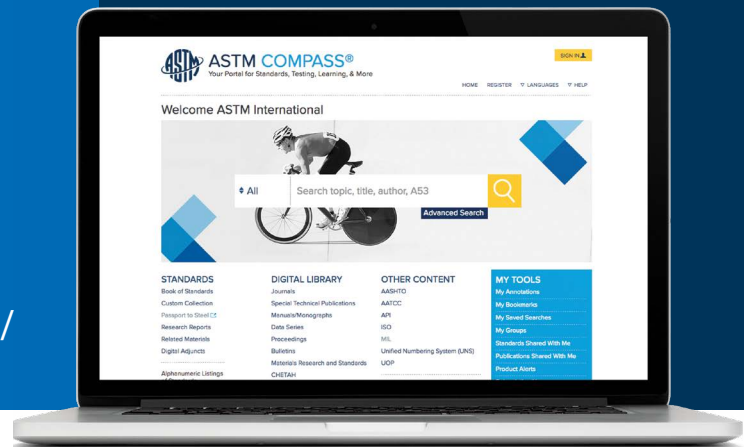 ASTM
ASTM COMPASS®
Your Portal for Standards, Testing, Learning, & More
SIGN IN
HOME REGISTER ▽ LANGUAGES ▽ HELP
Welcome ASTM International
All
Search topic, title, author, A53
Advanced Search
STANDARDS
Book of Standards
Custom Collection
Passport to Steel
Research Reports
Related Materials
Digital Adjuncts
Alphenumeric Listings
DIGITAL LIBRARY
Journals
Special Technical Publications
Manuals/Monographs
Data Series
Proceedings
Bulletins
Materials Research and Standards
CHETAH
OTHER CONTENT
AASHTO
AATCC
API
ISO
MIL
Unified Numbering System (UNS)
UOP
MY TOOLS
My Annotations
My Bookmarks
My Saved Searches
My Groups
Standards Shared With Me
Publications Shared With Me
Product Alerts
/